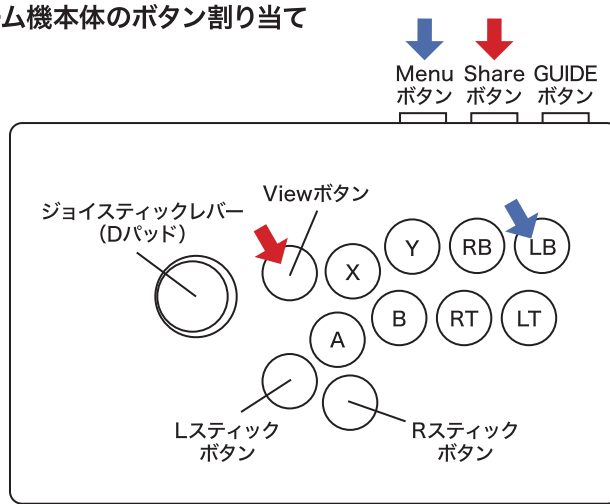 ム機本体のボタン割り当て
Menu
ボタン
Share
ボタン
GUIDE
ボタン
Viewボタン
ジョイスティックレバー
（Dパッド）
Y
RB
LB
X
B
RT
LT
A
Lスティック
ボタン
Rスティック
ボタン